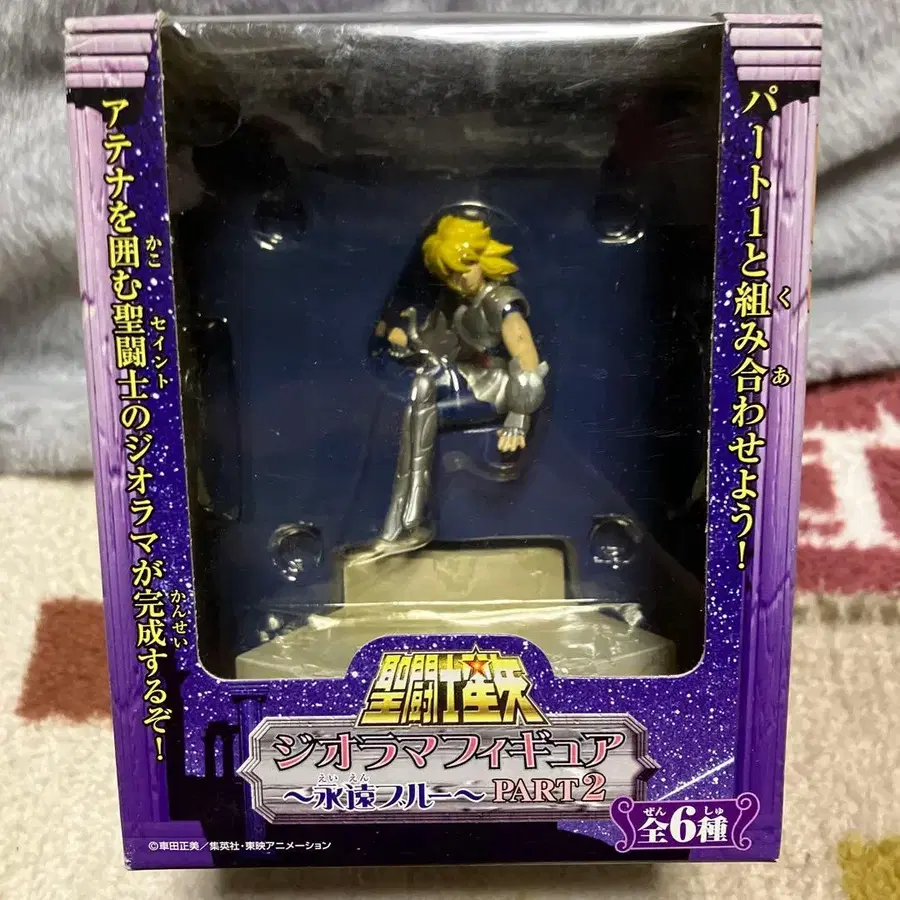 パート1と組み合わせよう!
アテナを囲む聖闘士のジオラマが完成するぞ!
聖闘士星矢
ジオラマフィギュア
～永遠ブルー～ PART2
全6種
©車田正美／集英社・東映アニメーション